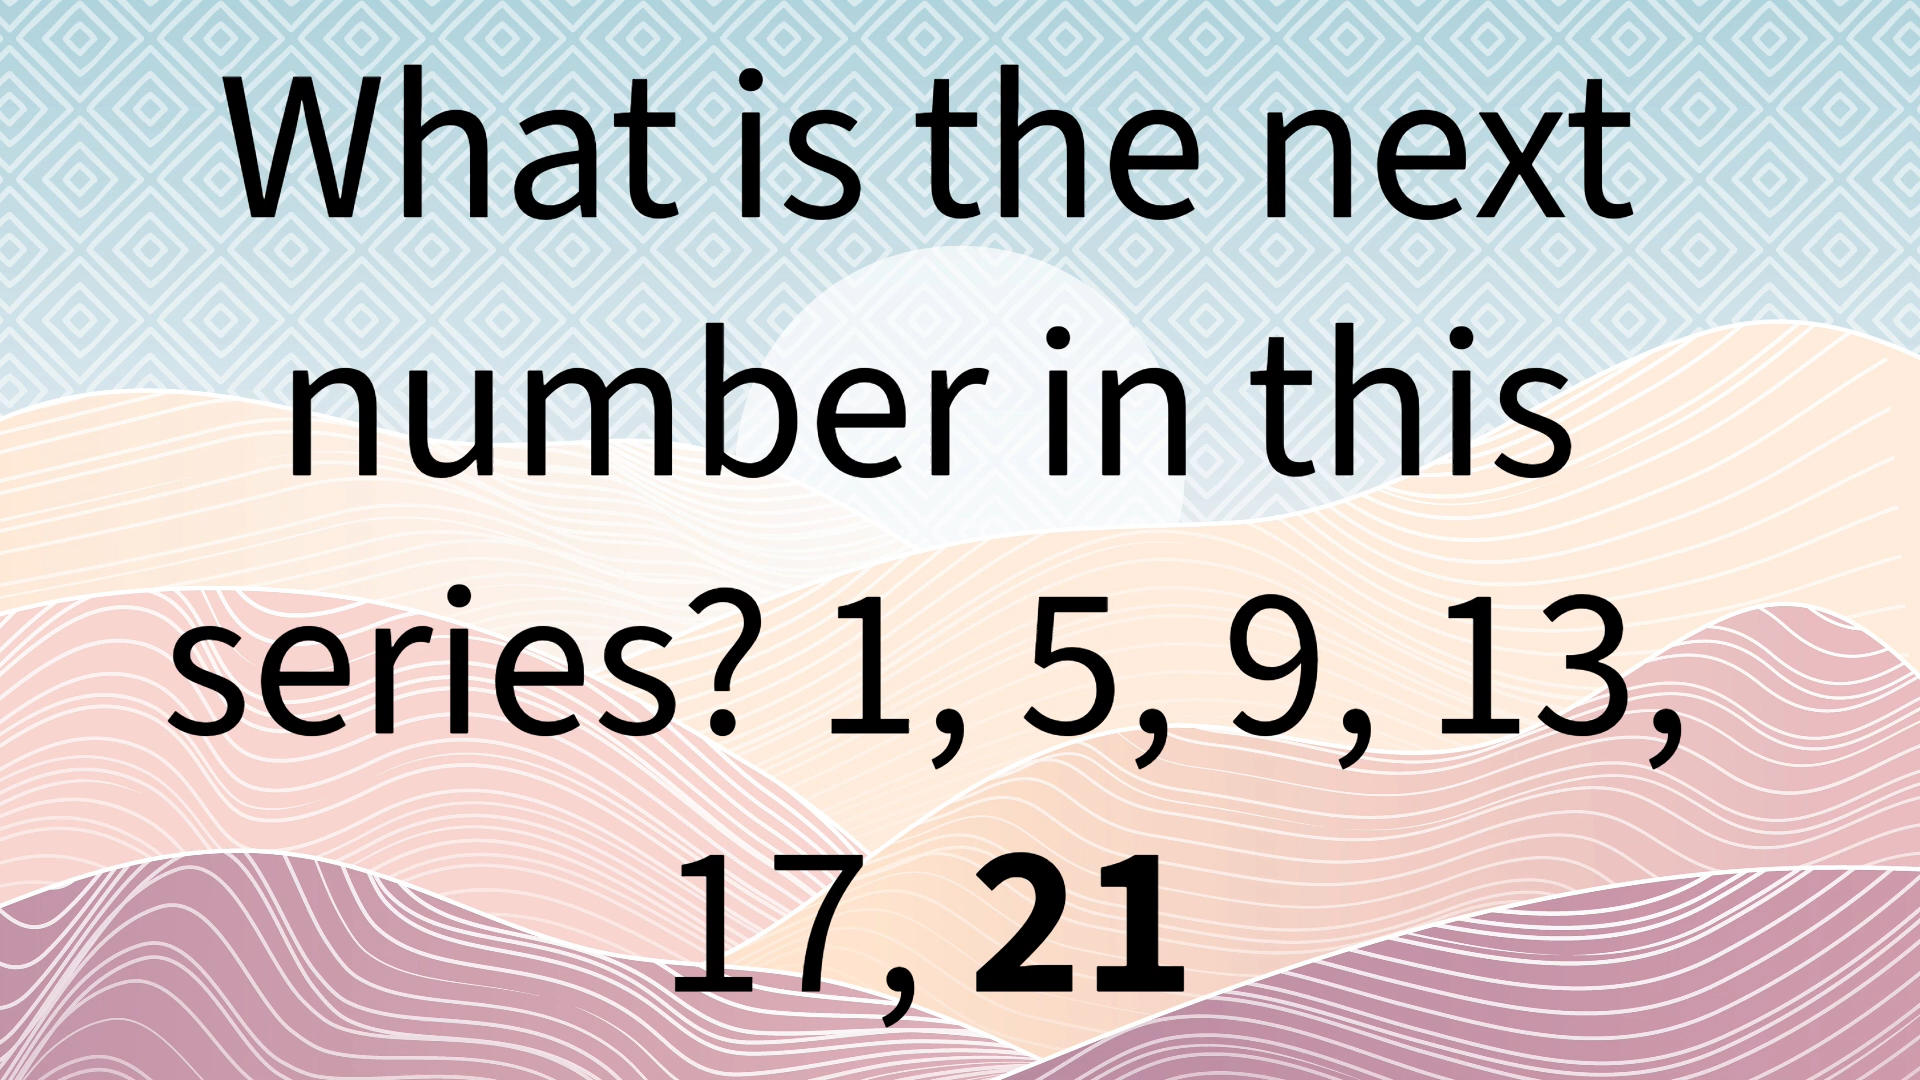 What is the next
number in this
series? 1, 5, 9, 13,
17, 21